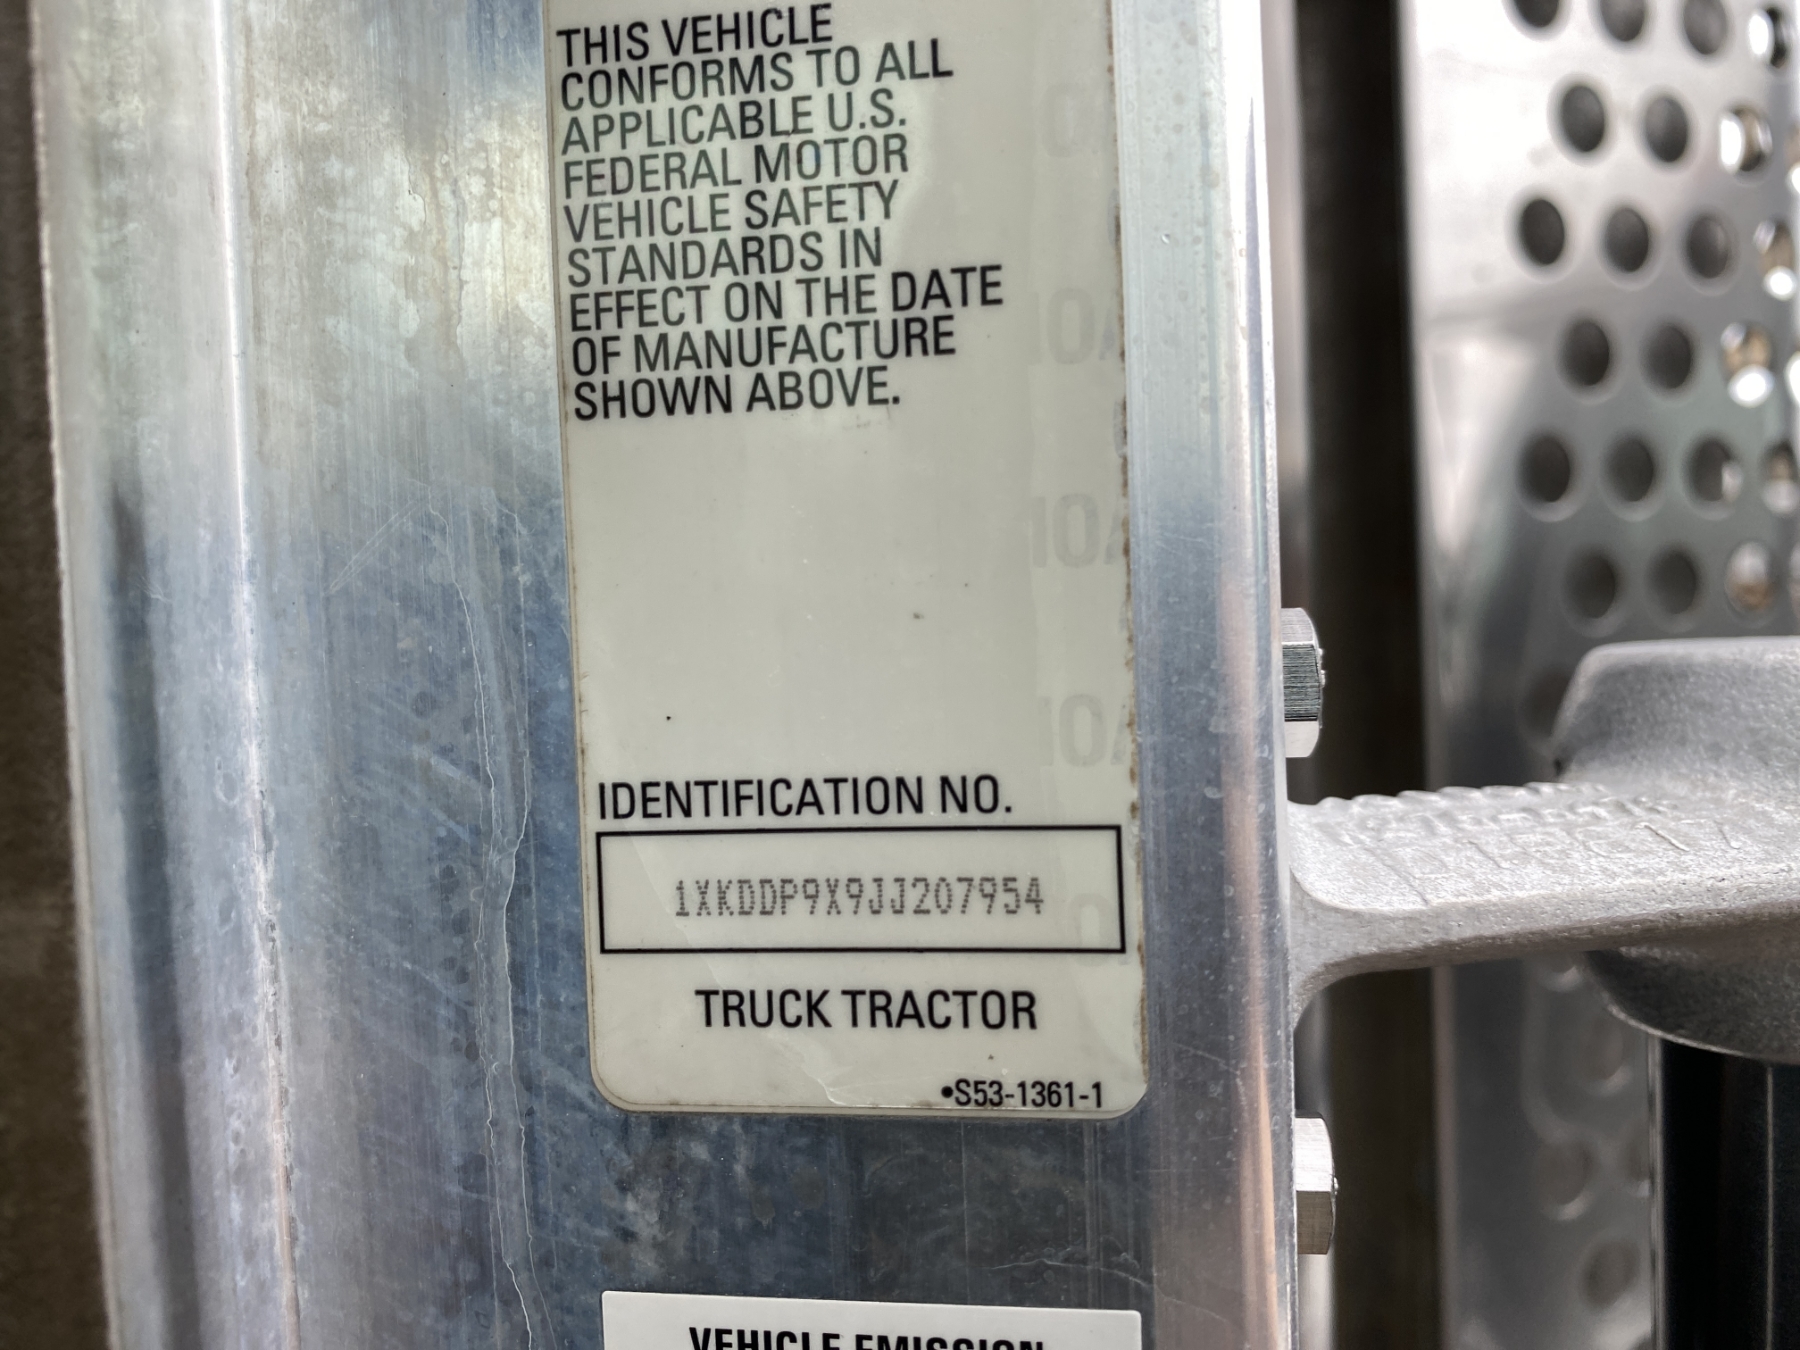 THIS VEHICLE
CONFORMS TO ALL
APPLICABLE U.S.
FEDERAL MOTOR
VEHICLE SAFETY
STANDARDS IN
EFFECT ON THE DATE
OF MANUFACTURE
SHOWN ABOVE.
IDENTIFICATION NO.
1XKDDP9X9JJ207954
TRUCK TRACTOR
•S53-1361-1
VEHICLE EMISSION